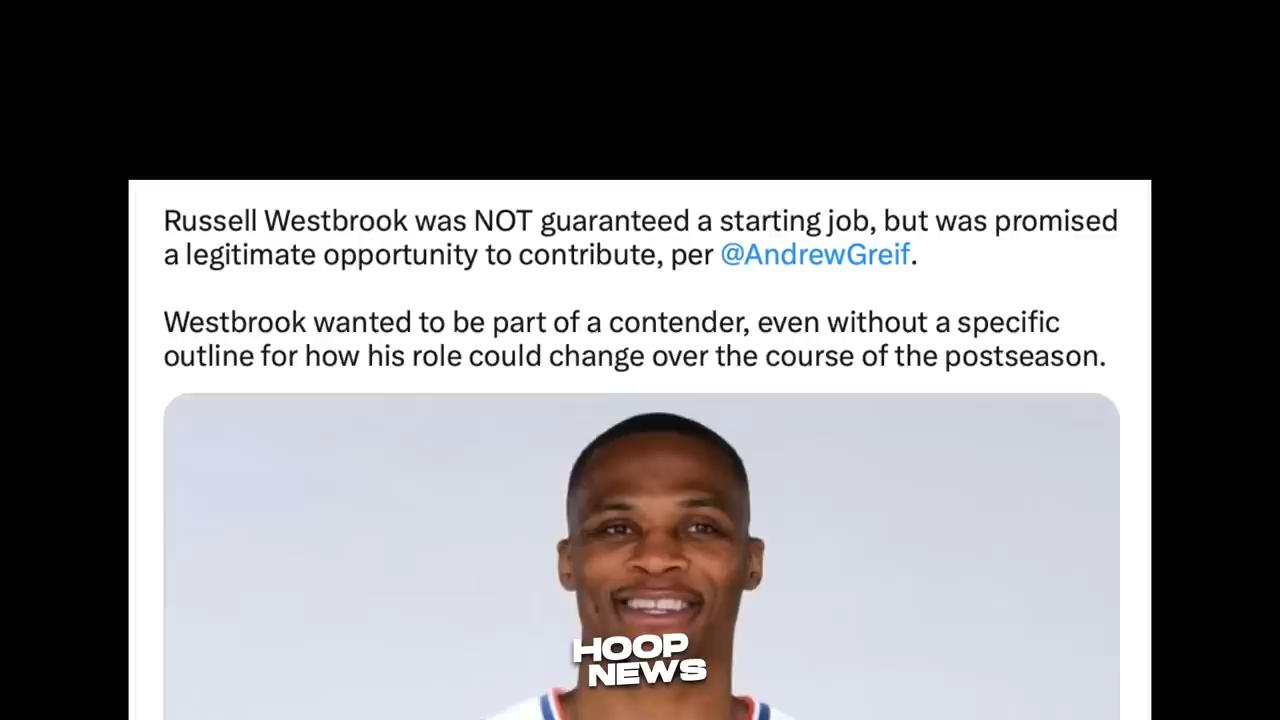 Russell Westbrook was NOT guaranteed a starting job, but was promised
a legitimate opportunity to contribute, per @AndrewGreif.
Westbrook wanted to be part of a contender, even without a specific
outline for how his role could change over the course of the postseason.
HOOP
NEWS